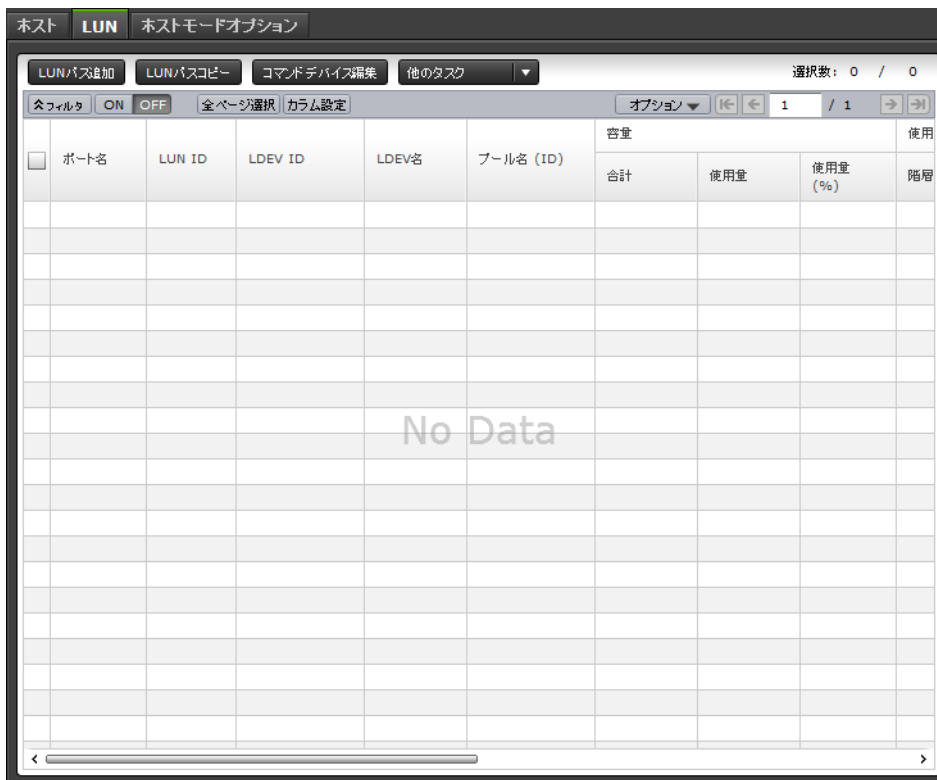 ホスト LUN ホストモードオプション
LUNパス追加 LUNパスコピー コマンドデバイス編集 他のタスク 選択数: 0 / 0
フィルタ ON OFF 全ページ選択 カラム設定 オプション 1 / 1
ポート名 LUN ID LDEV ID LDEV名 プール名 (ID) 容量 使用
合計 使用量 使用量 (%) 階層
No Data